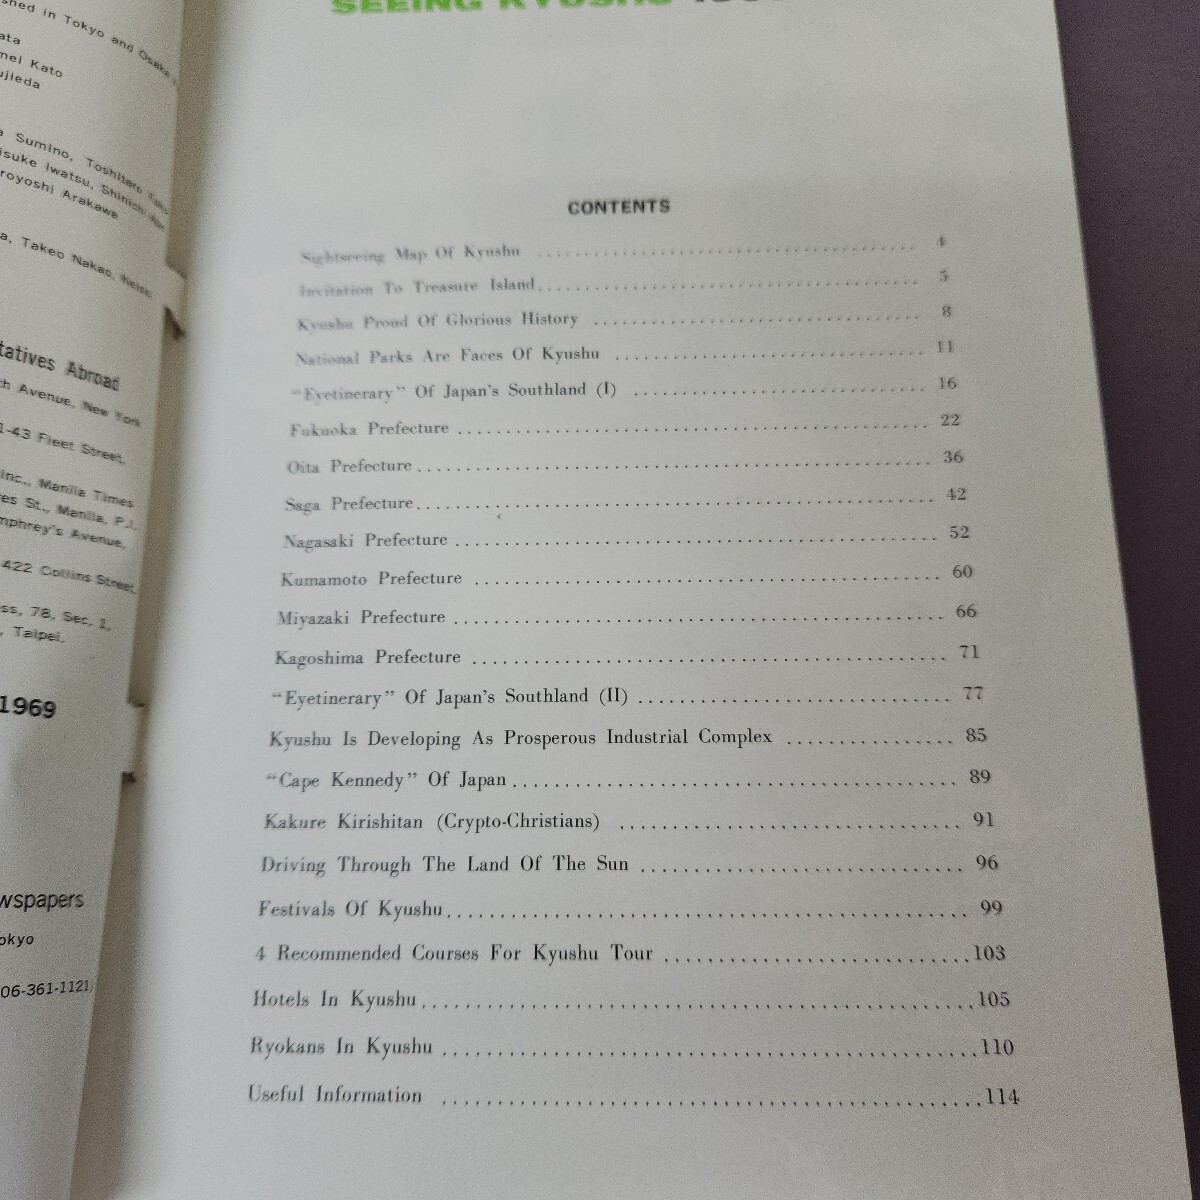 shed in Tokyo and Osaka
ata
mei Kato
ujieda
Sumino, Toshitaro
isuke Iwatsu, Shinichi
royoshi Arakawa
a, Takeo Nakao,
tatives Abroad
th Avenue, New York
1-43 Fleet Street,
Inc., Manila Times
es St., Manila, P.I.
mphrey's Avenue,
422 Collins Street,
ss, 78, Sec. 1,
, Taipei.
1969
wspapers
okyo
06-361-1121)
SEEING KYUSHU
CONTENTS
Sightseeing Map Of Kyushu .......... 4
Invitation To Treasure Island .......... 5
Kyushu Proud Of Glorious History .......... 8
National Parks Are Faces Of Kyushu .......... 11
"Eyetinerary" Of Japan's Southland (I) .......... 16
Fukuoka Prefecture .......... 22
Oita Prefecture .......... 36
Saga Prefecture .......... 42
Nagasaki Prefecture .......... 52
Kumamoto Prefecture .......... 60
Miyazaki Prefecture .......... 66
Kagoshima Prefecture .......... 71
"Eyetinerary" Of Japan's Southland (II) .......... 77
Kyushu Is Developing As Prosperous Industrial Complex .......... 85
"Cape Kennedy" Of Japan .......... 89
Kakure Kirishitan (Crypto-Christians) .......... 91
Driving Through The Land Of The Sun .......... 96
Festivals Of Kyushu .......... 99
4 Recommended Courses For Kyushu Tour .......... 103
Hotels In Kyushu .......... 105
Ryokans In Kyushu .......... 110
Useful Information .......... 114